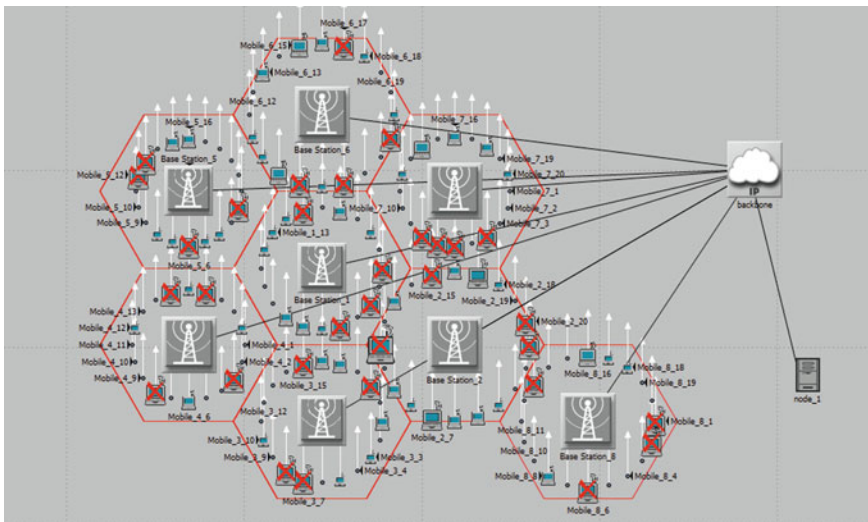 Mobile_6_17
Mobile_6_15
Mobile_6_18
Mobile_6_13
Mobile_6_19
Mobile_6_12
Mobile_5_16
Mobile_7_16
Base Station_6
Base Station_5
Mobile_7_19
Mobile_5_12
Mobile_7_20
IP
backbone
Mobile_7_1
Mobile_5_10
Mobile_7_10
Mobile_7_2
Mobile_5_9
Mobile_7_3
Mobile_1_13
Mobile_5_6
Mobile_2_18
Mobile_2_15
Base Station_1
Mobile_2_19
Mobile_4_13
Mobile_2_20
Mobile_4_12
Mobile_4_11
Mobile_4_1
Mobile_4_10
Mobile_4_2
Base Station_2
Mobile_8_16
Mobile_8_18
Mobile_4_9
Mobile_3_15
Mobile_8_19
node_1
Mobile_4_6
Mobile_3_12
Mobile_8_1
Mobile_2_7
Mobile_8_11
Mobile_3_10
Mobile_8_10
Base Station_8
Mobile_3_9
Mobile_3_3
Mobile_3_4
Mobile_8_8
Mobile_8_4
Mobile_3_7
Mobile_8_6